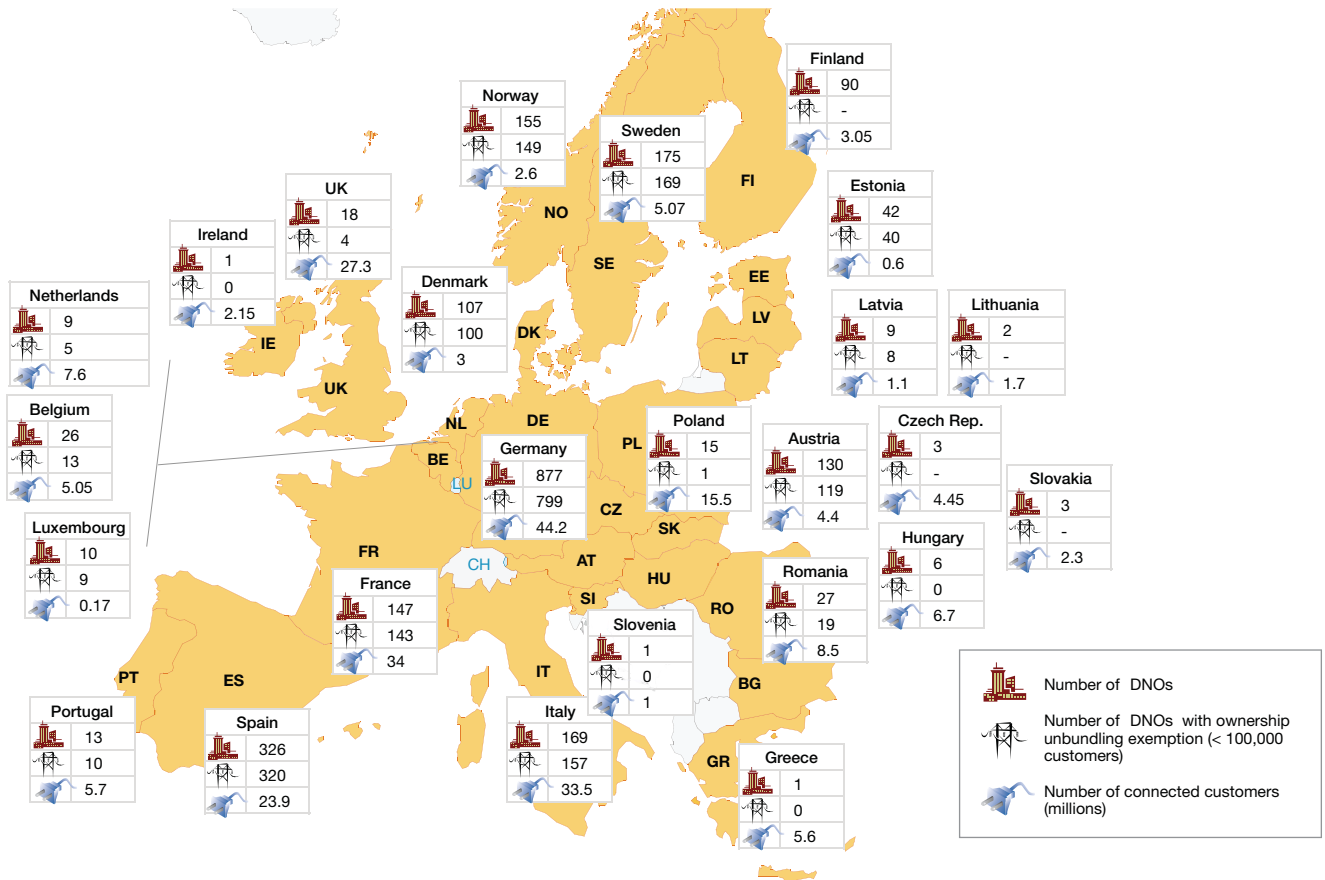 Finland
90
-
3.05
Norway
155
149
2.6
Sweden
175
169
5.07
FI
Estonia
42
40
0.6
UK
18
4
27.3
NO
Ireland
1
0
2.15
SE
EE
Denmark
107
100
3
Netherlands
9
5
7.6
Latvia
9
8
1.1
Lithuania
2
-
1.7
LV
DK
IE
LT
UK
Belgium
26
13
5.05
NL
DE
PL
Poland
15
1
15.5
Austria
130
119
4.4
Czech Rep.
3
-
4.45
BE
Germany
877
799
44.2
LU
Slovakia
3
-
2.3
CZ
SK
Luxembourg
10
9
0.17
Hungary
6
0
6.7
FR
CH
AT
HU
France
147
143
34
Romania
27
19
8.5
SI
RO
Slovenia
1
0
1
PT
ES
IT
BG
Portugal
13
10
5.7
Spain
326
320
23.9
Italy
169
157
33.5
GR
Greece
1
0
5.6
Number of DNOs
Number of DNOs with ownership
unbundling exemption (< 100,000
customers)
Number of connected customers
(millions)